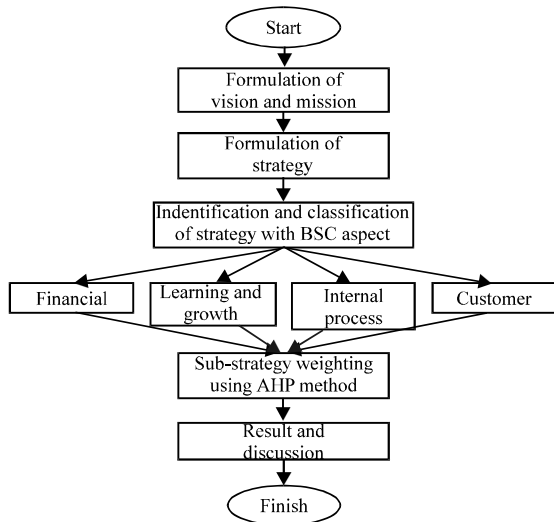 Start
Formulation of
vision and mission
Formulation of
strategy
Indentification and classification
of strategy with BSC aspect
Financial
Learning and
growth
Internal
process
Customer
Sub-strategy weighting
using AHP method
Result and
discussion
Finish